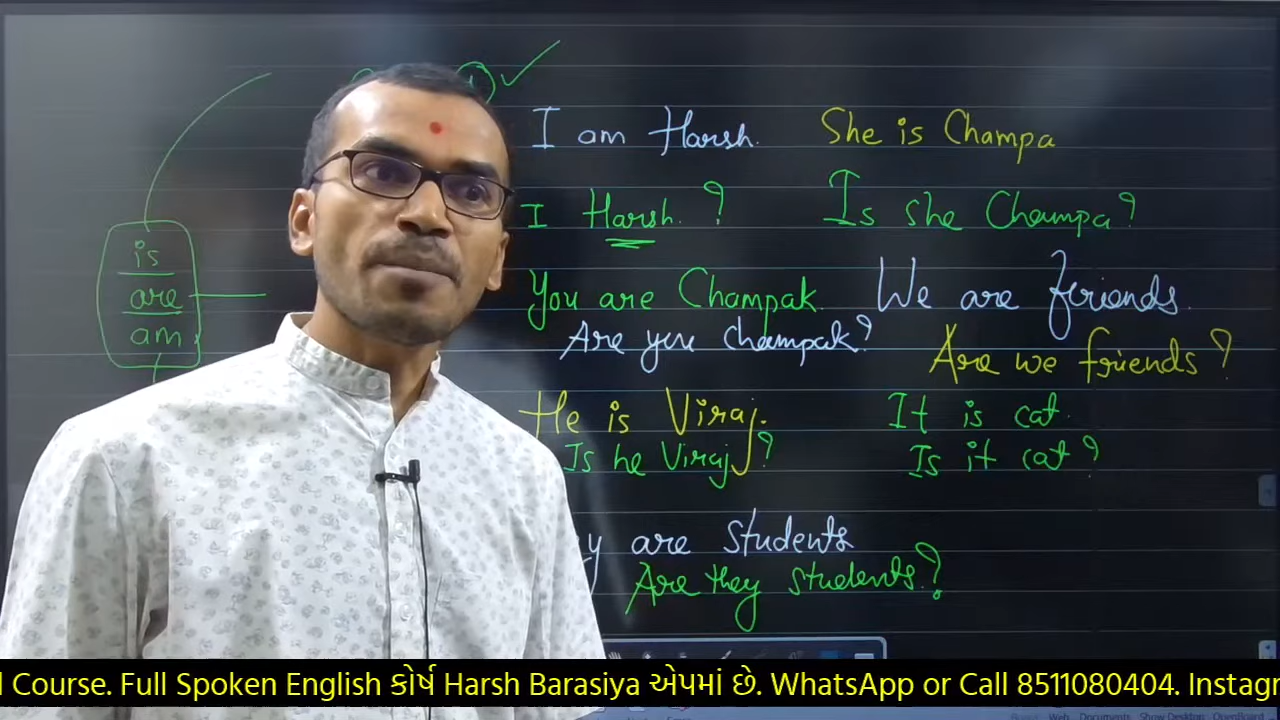 I am Harsh. She is Champa
I Harsh. ? Is she Champa?
is
are
am
You are Champak. We are friends.
Are you Champak? Are we friends?
He is Viraj. It is cat.
Is he Viraj? Is it cat?
are students
Are they students?
Course. Full Spoken English કોર્ષ Harsh Barasiya એપમાં છે. WhatsApp or Call 8511080404.